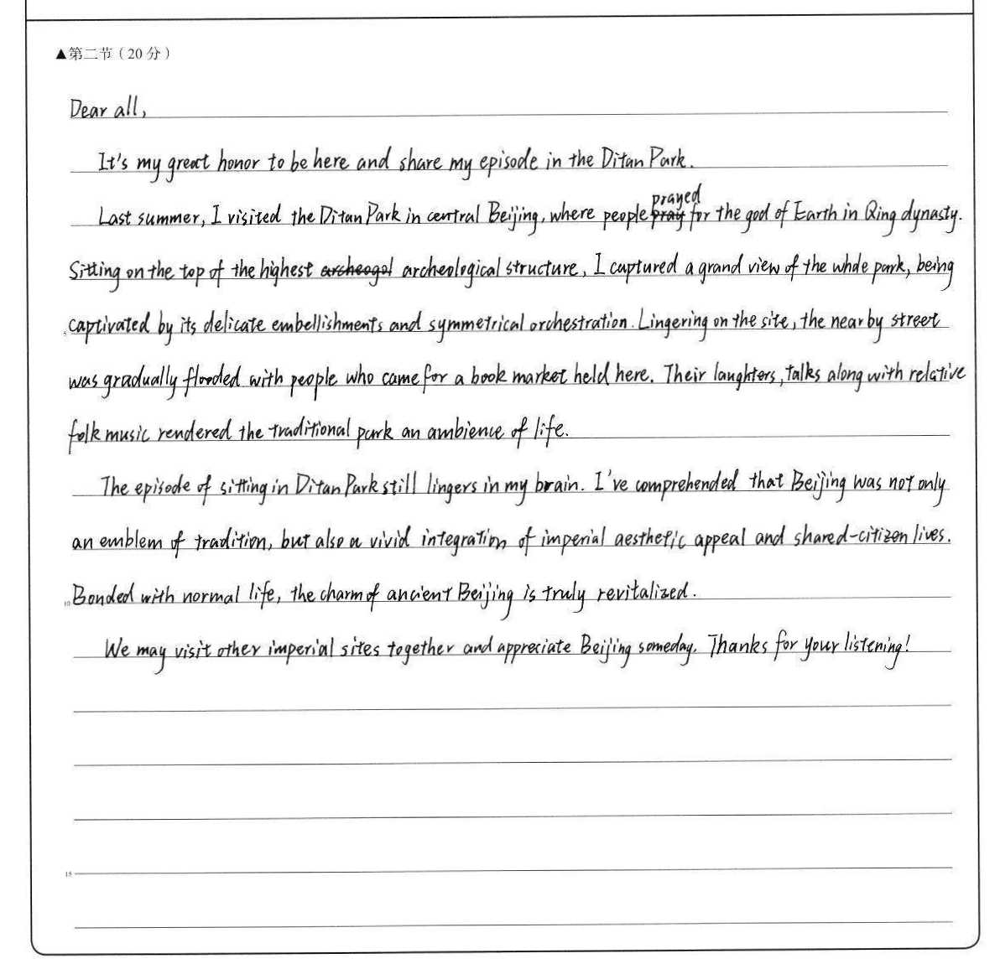 ▲第二节（20 分）
Dear all,
It's my great honor to be here and share my episode in the Ditan Park.
prayed
Last summer, I visited the Ditan Park in central Beijing, where people pray for the god of Earth in Qing dynasty.
Sitting on the top of the highest archeogol archeological structure, I captured a grand view of the whole park, being
5 captivated by its delicate embellishments and symmetrical orchestration. Lingering on the site, the nearby street
was gradually flooded with people who came for a book market held here. Their laughters, talks along with relative
folk music rendered the traditional park an ambience of life.
The episode of sitting in Ditan Park still lingers in my brain. I've comprehended that Beijing was not only
an emblem of tradition, but also a vivid integration of imperial aesthetic appeal and shared-citizen lives.
10 Bonded with normal life, the charm of ancient Beijing is truly revitalized.
We may visit other imperial sites together and appreciate Beijing someday. Thanks for your listening!
15